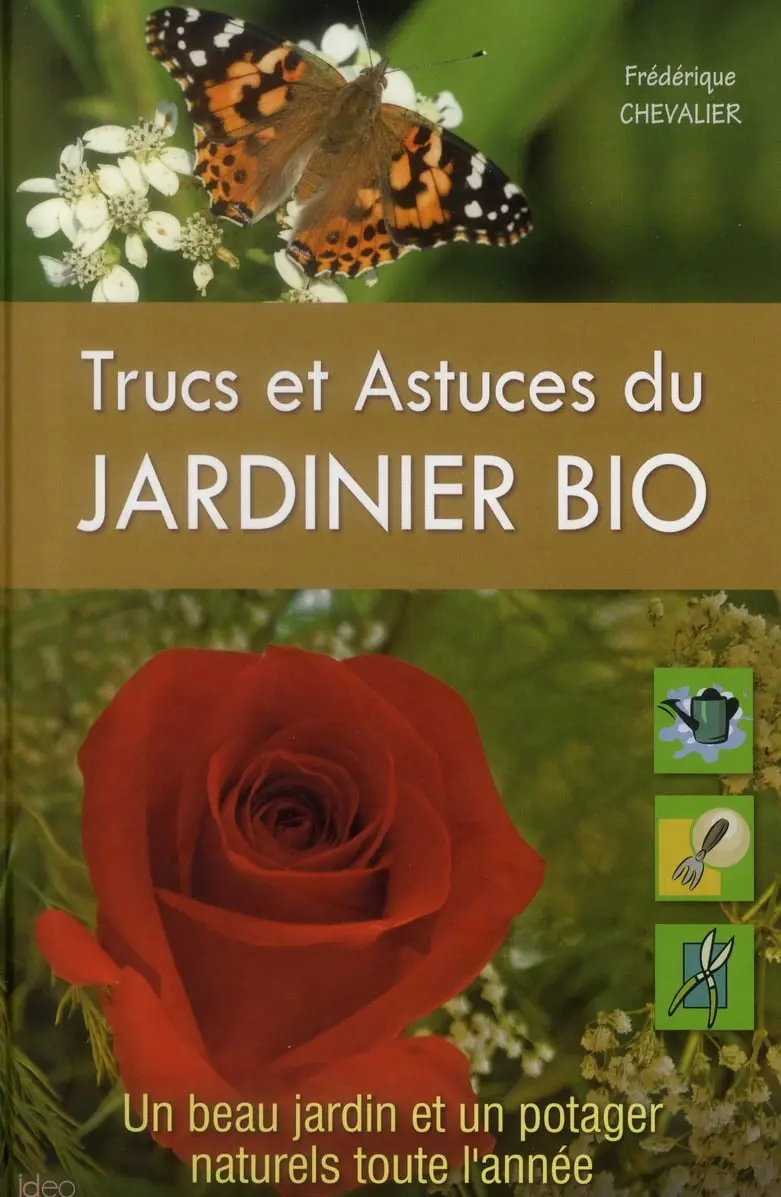 Frédérique
CHEVALIER
Trucs et Astuces du
JARDINIER BIO
Un beau jardin et un potager
naturels toute l'année
ideo